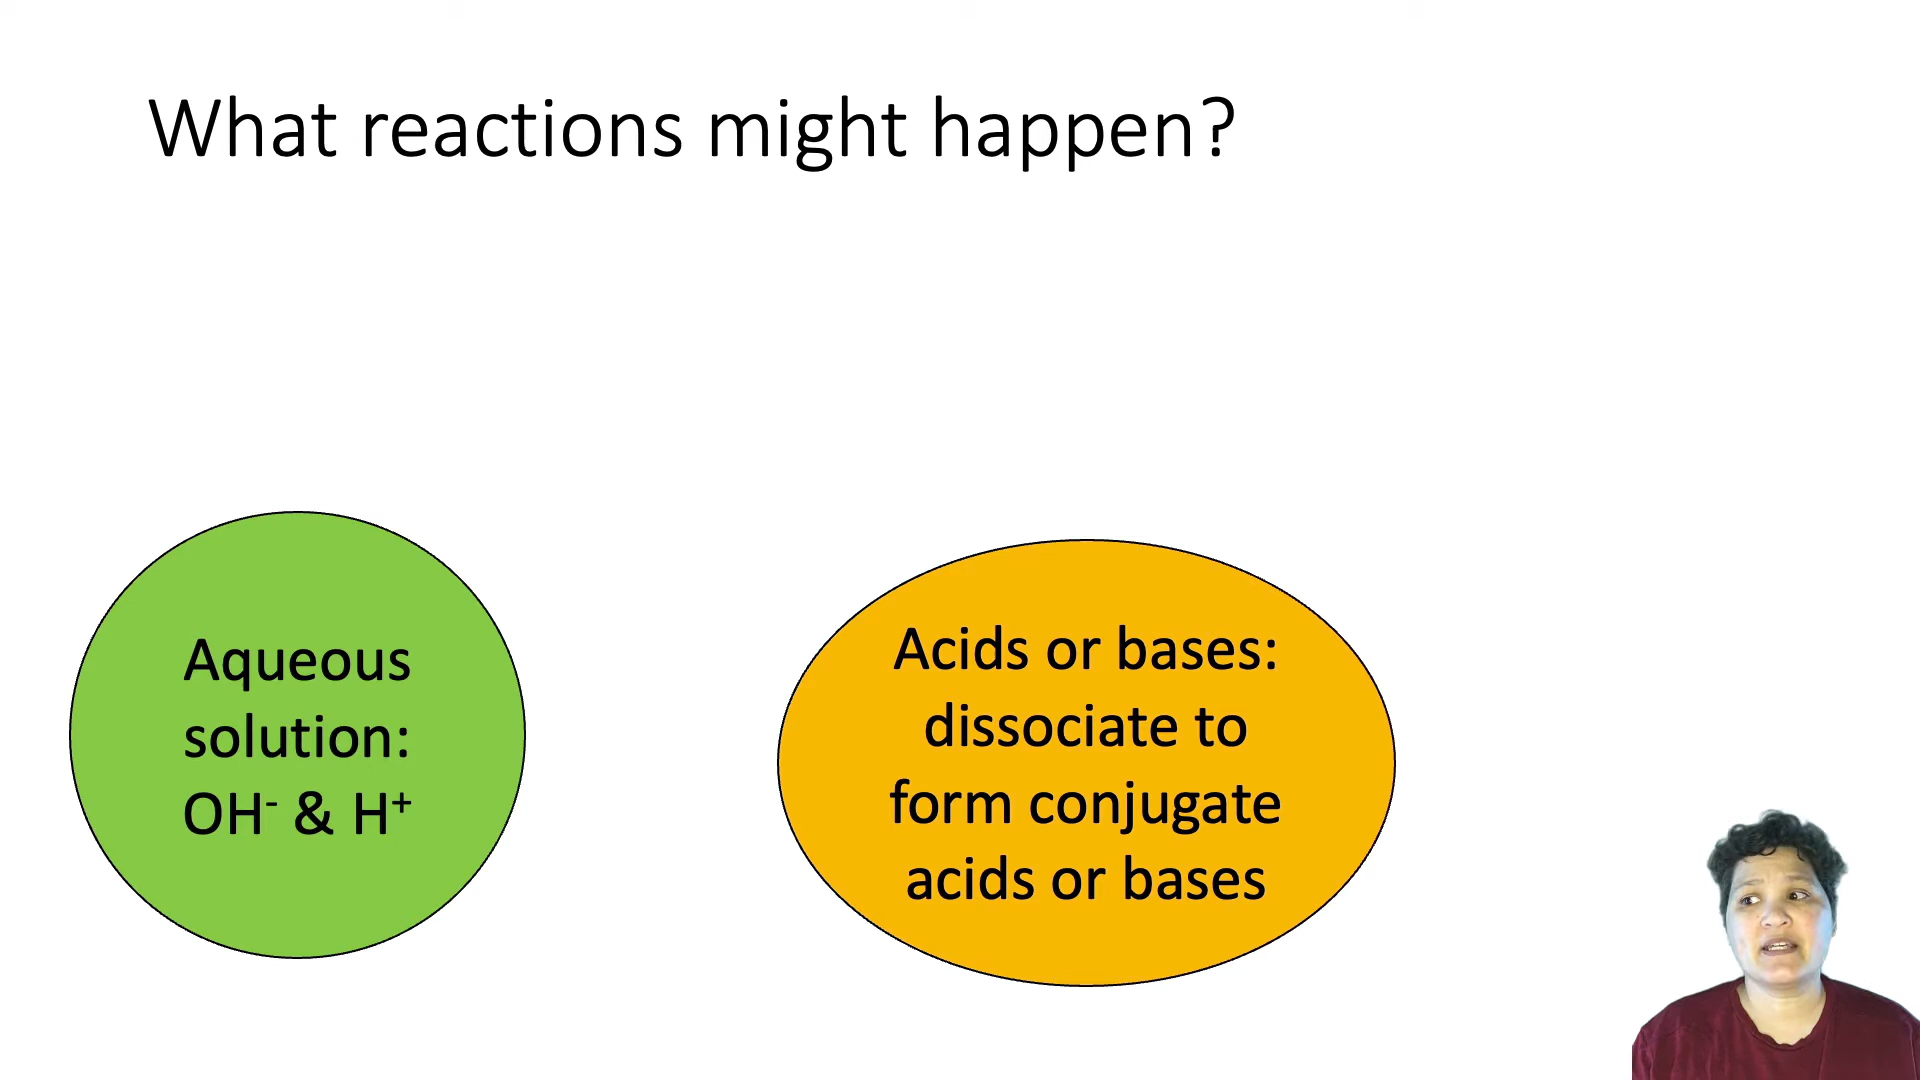 What reactions might happen?
Aqueous
solution:
OH⁻ & H⁺
Acids or bases:
dissociate to
form conjugate
acids or bases